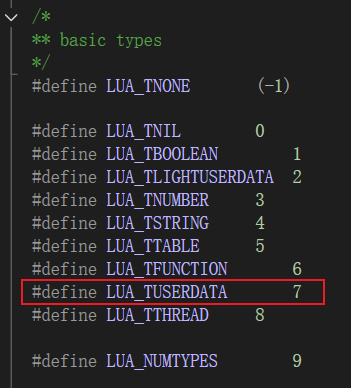 /*
** basic types
*/
#define LUA_TNONE (-1)
#define LUA_TNIL 0
#define LUA_TBOOLEAN 1
#define LUA_TLIGHTUSERDATA 2
#define LUA_TNUMBER 3
#define LUA_TSTRING 4
#define LUA_TTABLE 5
#define LUA_TFUNCTION 6
#define LUA_TUSERDATA 7
#define LUA_TTHREAD 8
#define LUA_NUMTYPES 9